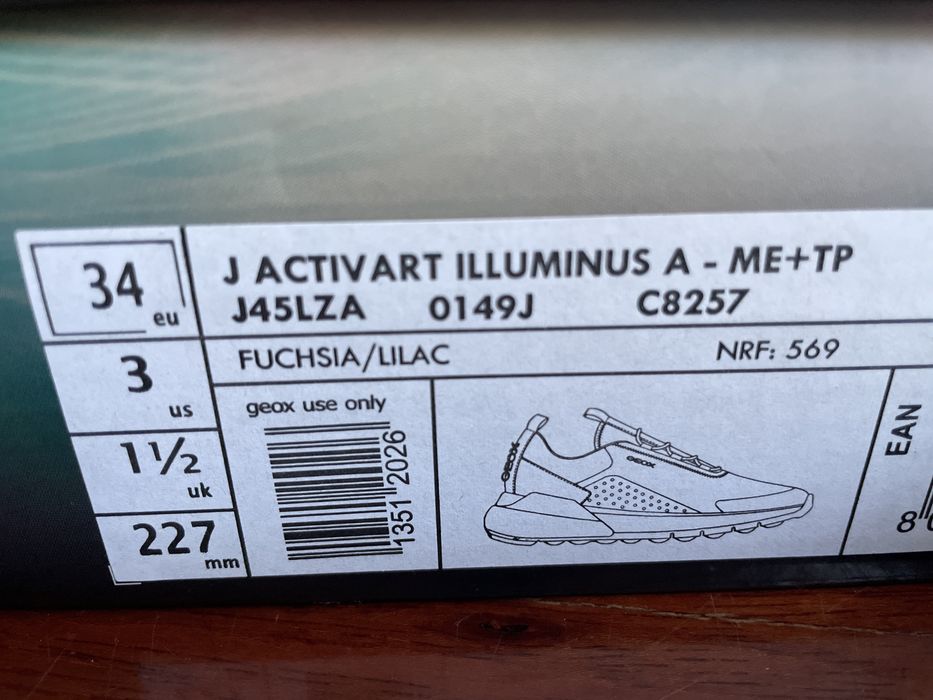 34 eu
3 us
1½ uk
227 mm
J ACTIVART ILLUMINUS A - ME+TP
J45LZA 0149J C8257
FUCHSIA/LILAC NRF: 569
geox use only
1351 2026
GEOX
GEOX
EAN
8